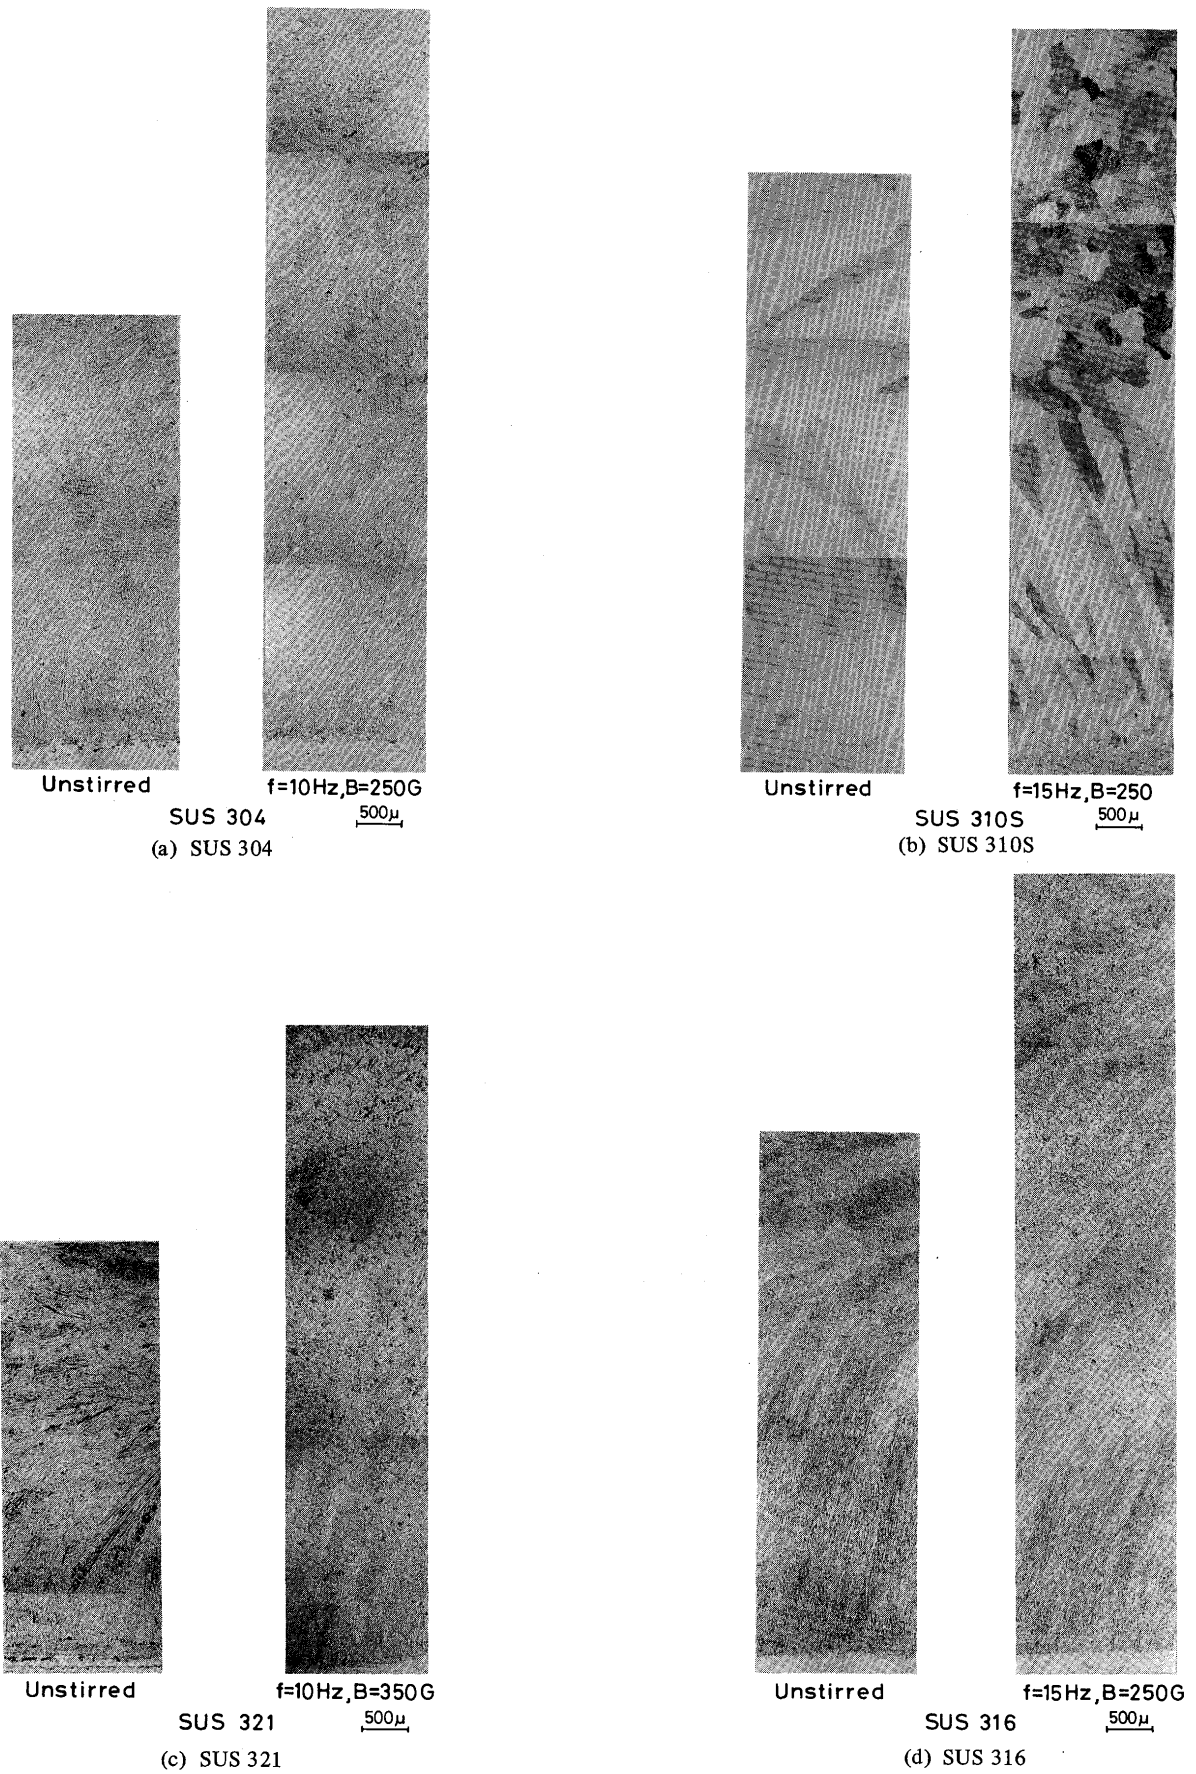 Unstirred
f=10Hz,B=250G
SUS 304
500μ
(a) SUS 304
Unstirred
f=15Hz,B=250
SUS 310S
500μ
(b) SUS 310S
Unstirred
f=10Hz,B=350G
SUS 321
500μ
(c) SUS 321
Unstirred
f=15Hz,B=250G
SUS 316
500μ
(d) SUS 316